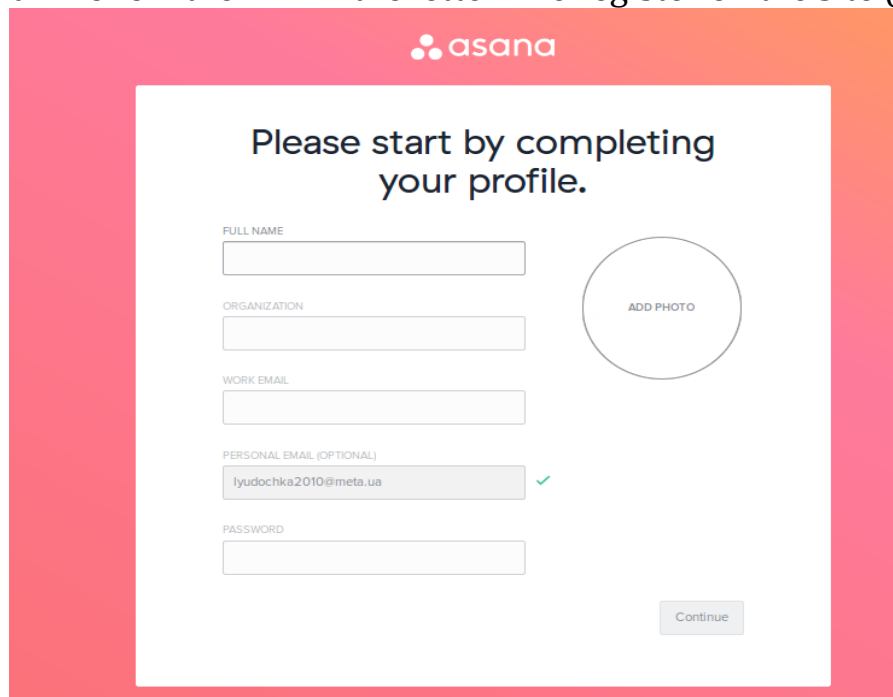 asana
Please start by completing
your profile.
FULL NAME
ADD PHOTO
ORGANIZATION
WORK EMAIL
PERSONAL EMAIL (OPTIONAL)
lyudochka2010@meta.ua
PASSWORD
Continue